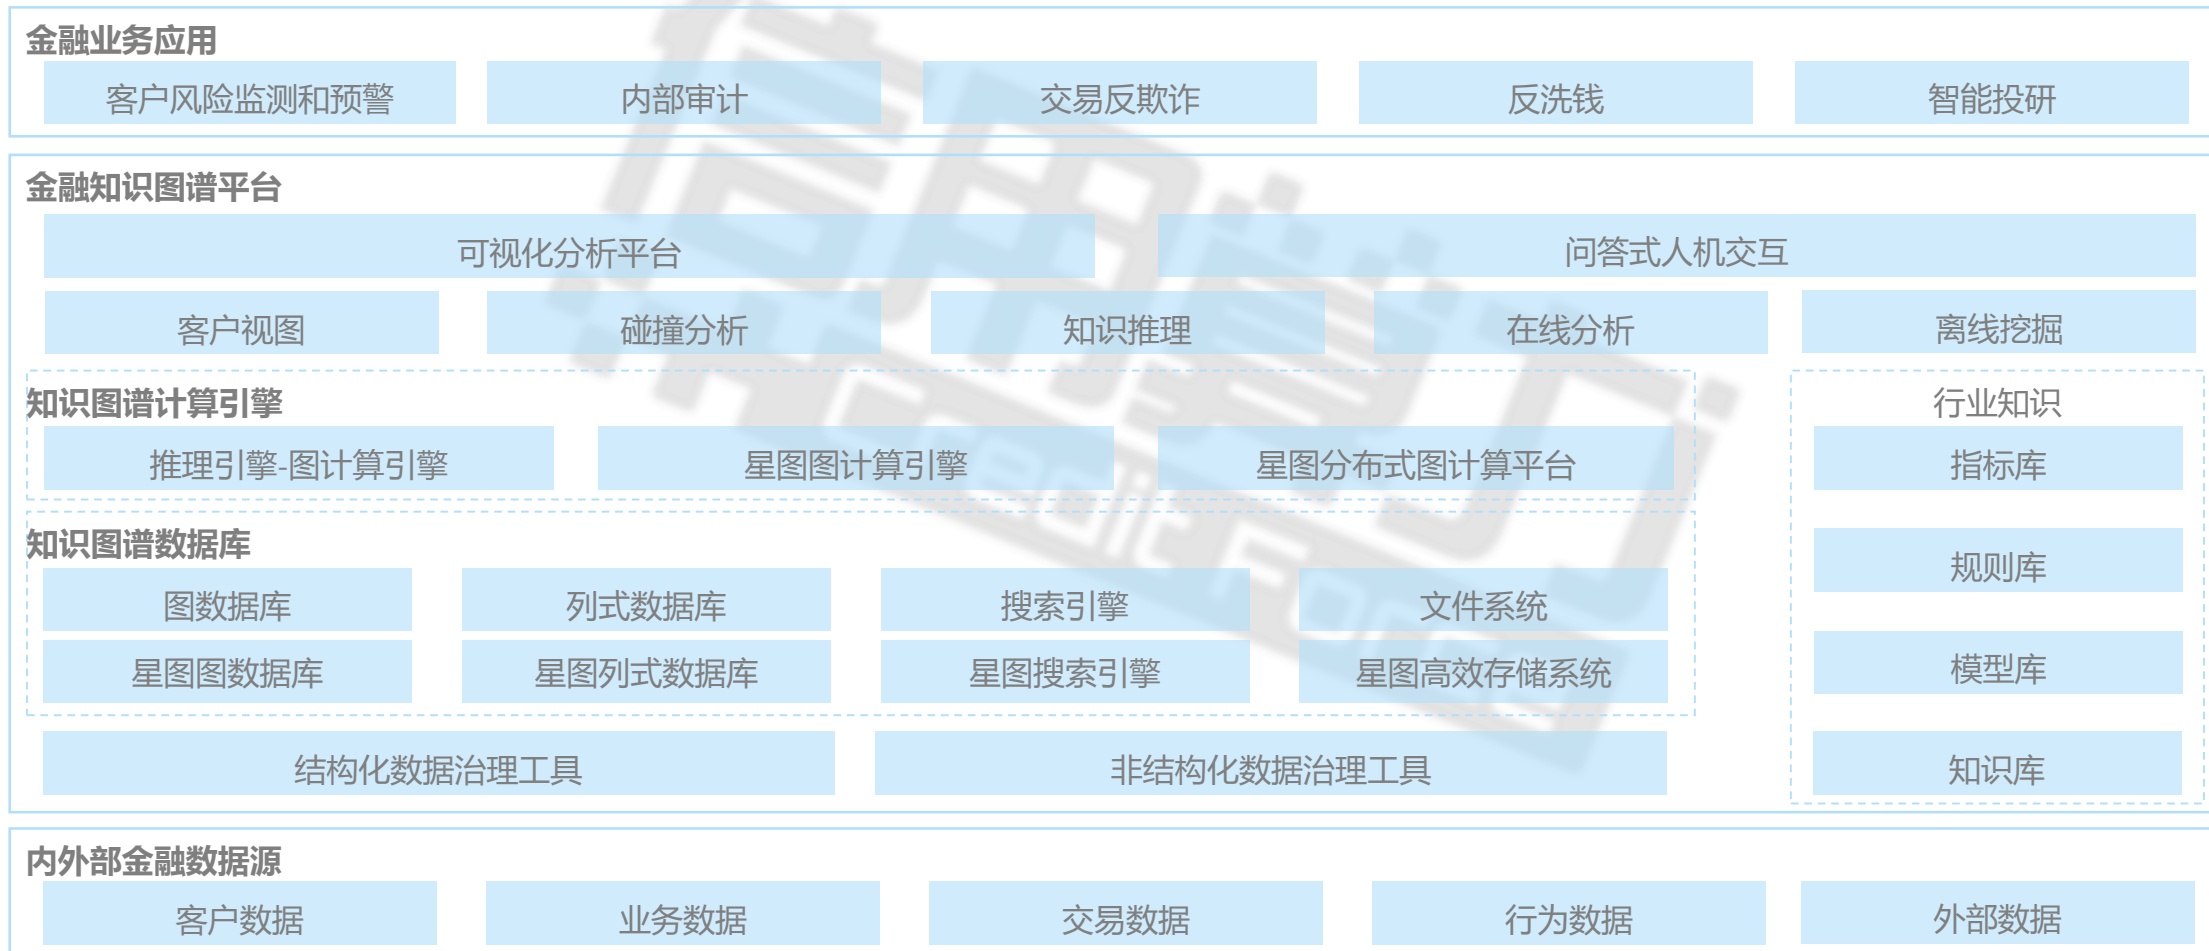 金融业务应用
客户风险监测和预警 内部审计 交易反欺诈 反洗钱 智能投研
金融知识图谱平台
可视化分析平台 问答式人机交互
客户视图 碰撞分析 知识推理 在线分析 离线挖掘
知识图谱计算引擎
推理引擎-图计算引擎 星图图计算引擎 星图分布式图计算平台
知识图谱数据库
图数据库 列式数据库 搜索引擎 文件系统
星图图数据库 星图列式数据库 星图搜索引擎 星图高效存储系统
结构化数据治理工具 非结构化数据治理工具
行业知识
指标库
规则库
模型库
知识库
内外部金融数据源
客户数据 业务数据 交易数据 行为数据 外部数据
Credit Force